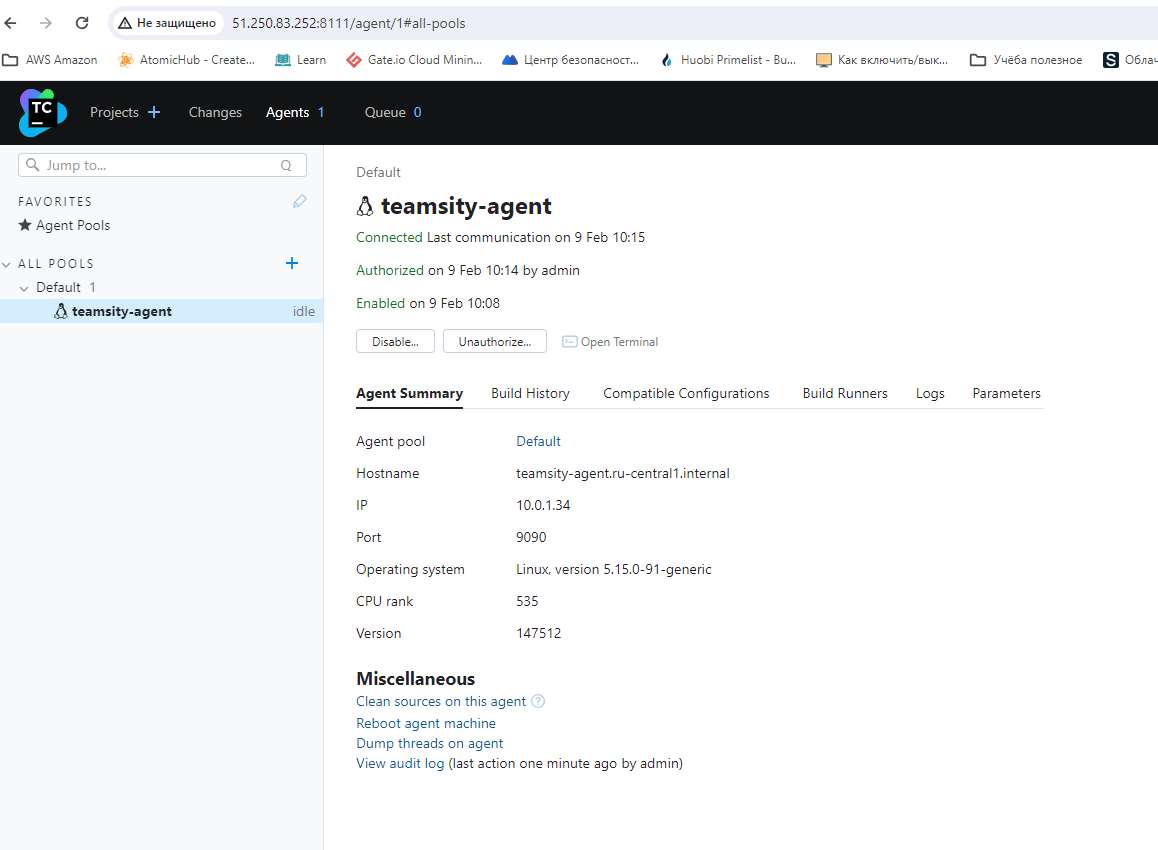 Не защищено 51.250.83.252:8111/agent/1#all-pools
AWS Amazon AtomicHub - Create... Learn Gate.io Cloud Minin... Центр безопасност... Huobi Primelist - Bu... Как включить/вык... Учёба полезное S Облач
TC Projects Changes Agents 1 Queue 0
Jump to... Q
FAVORITES
Agent Pools
ALL POOLS
Default 1
teamsity-agent idle
Default
teamsity-agent
Connected Last communication on 9 Feb 10:15
Authorized on 9 Feb 10:14 by admin
Enabled on 9 Feb 10:08
Disable... Unauthorize... Open Terminal
Agent Summary Build History Compatible Configurations Build Runners Logs Parameters
Agent pool Default
Hostname teamsity-agent.ru-central1.internal
IP 10.0.1.34
Port 9090
Operating system Linux, version 5.15.0-91-generic
CPU rank 535
Version 147512
Miscellaneous
Clean sources on this agent ?
Reboot agent machine
Dump threads on agent
View audit log (last action one minute ago by admin)